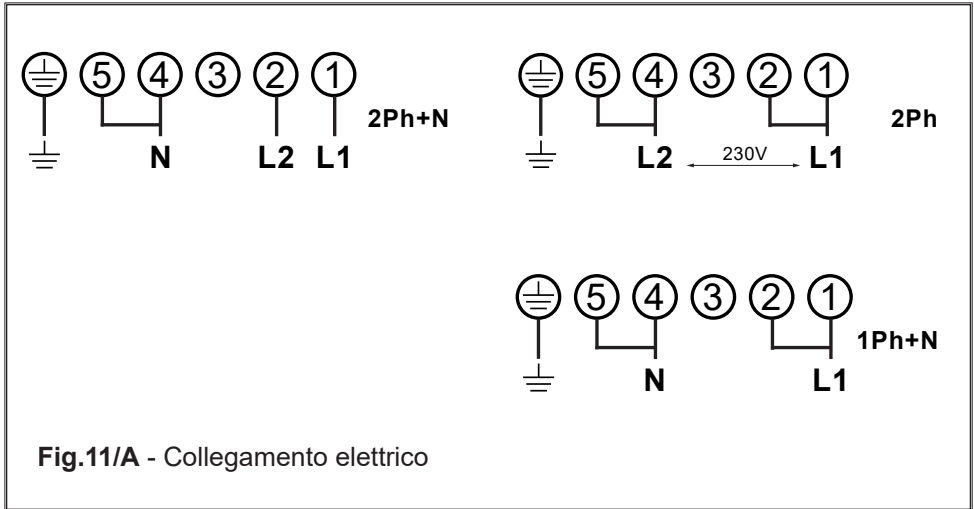 5 4 3 2 1
2Ph+N
N L2 L1
5 4 3 2 1
2Ph
L2 230V L1
5 4 3 2 1
1Ph+N
N L1
Fig.11/A - Collegamento elettrico